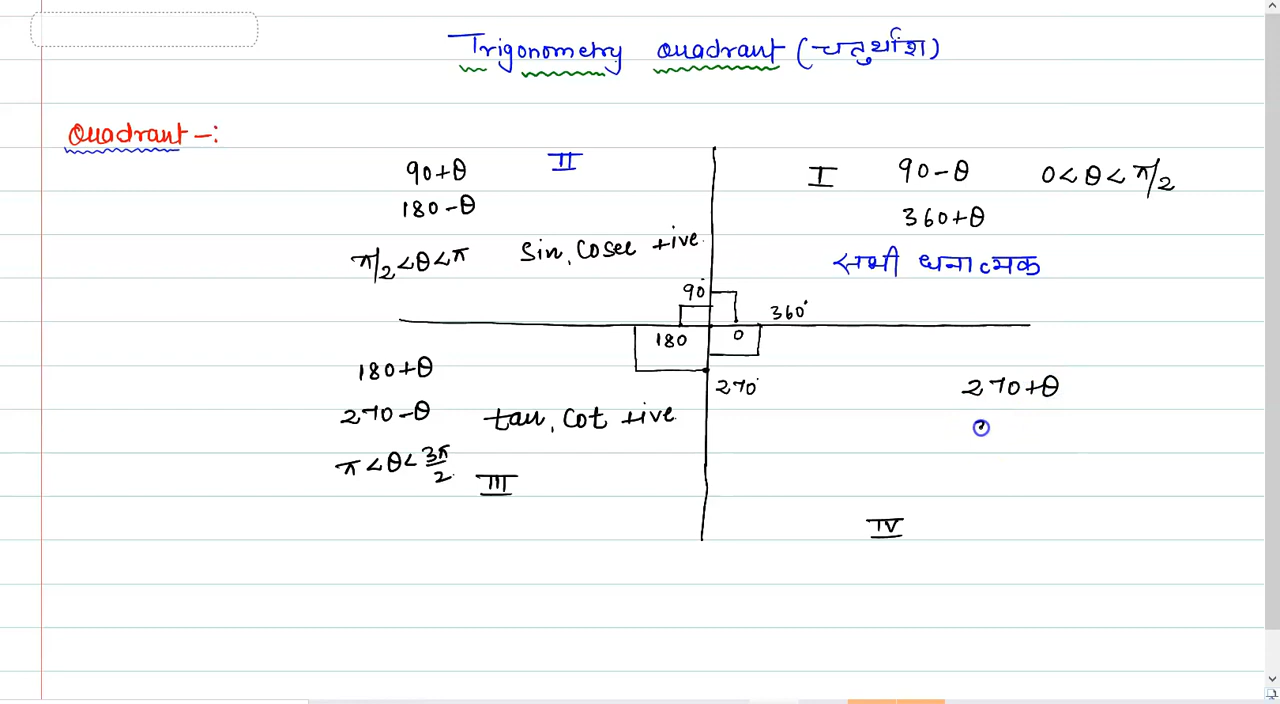 Trigonometry Quadrant (चतुर्थांश)
Quadrant -:
90+θ
II
180-θ
π/2<θ<π
sin, cosec +ive
I
90-θ
0<θ<π/2
360+θ
सभी धनात्मक
90°
360°
180
0
270°
180+θ
270-θ
tan, cot +ive
π<θ<3π/2
III
270+θ
IV